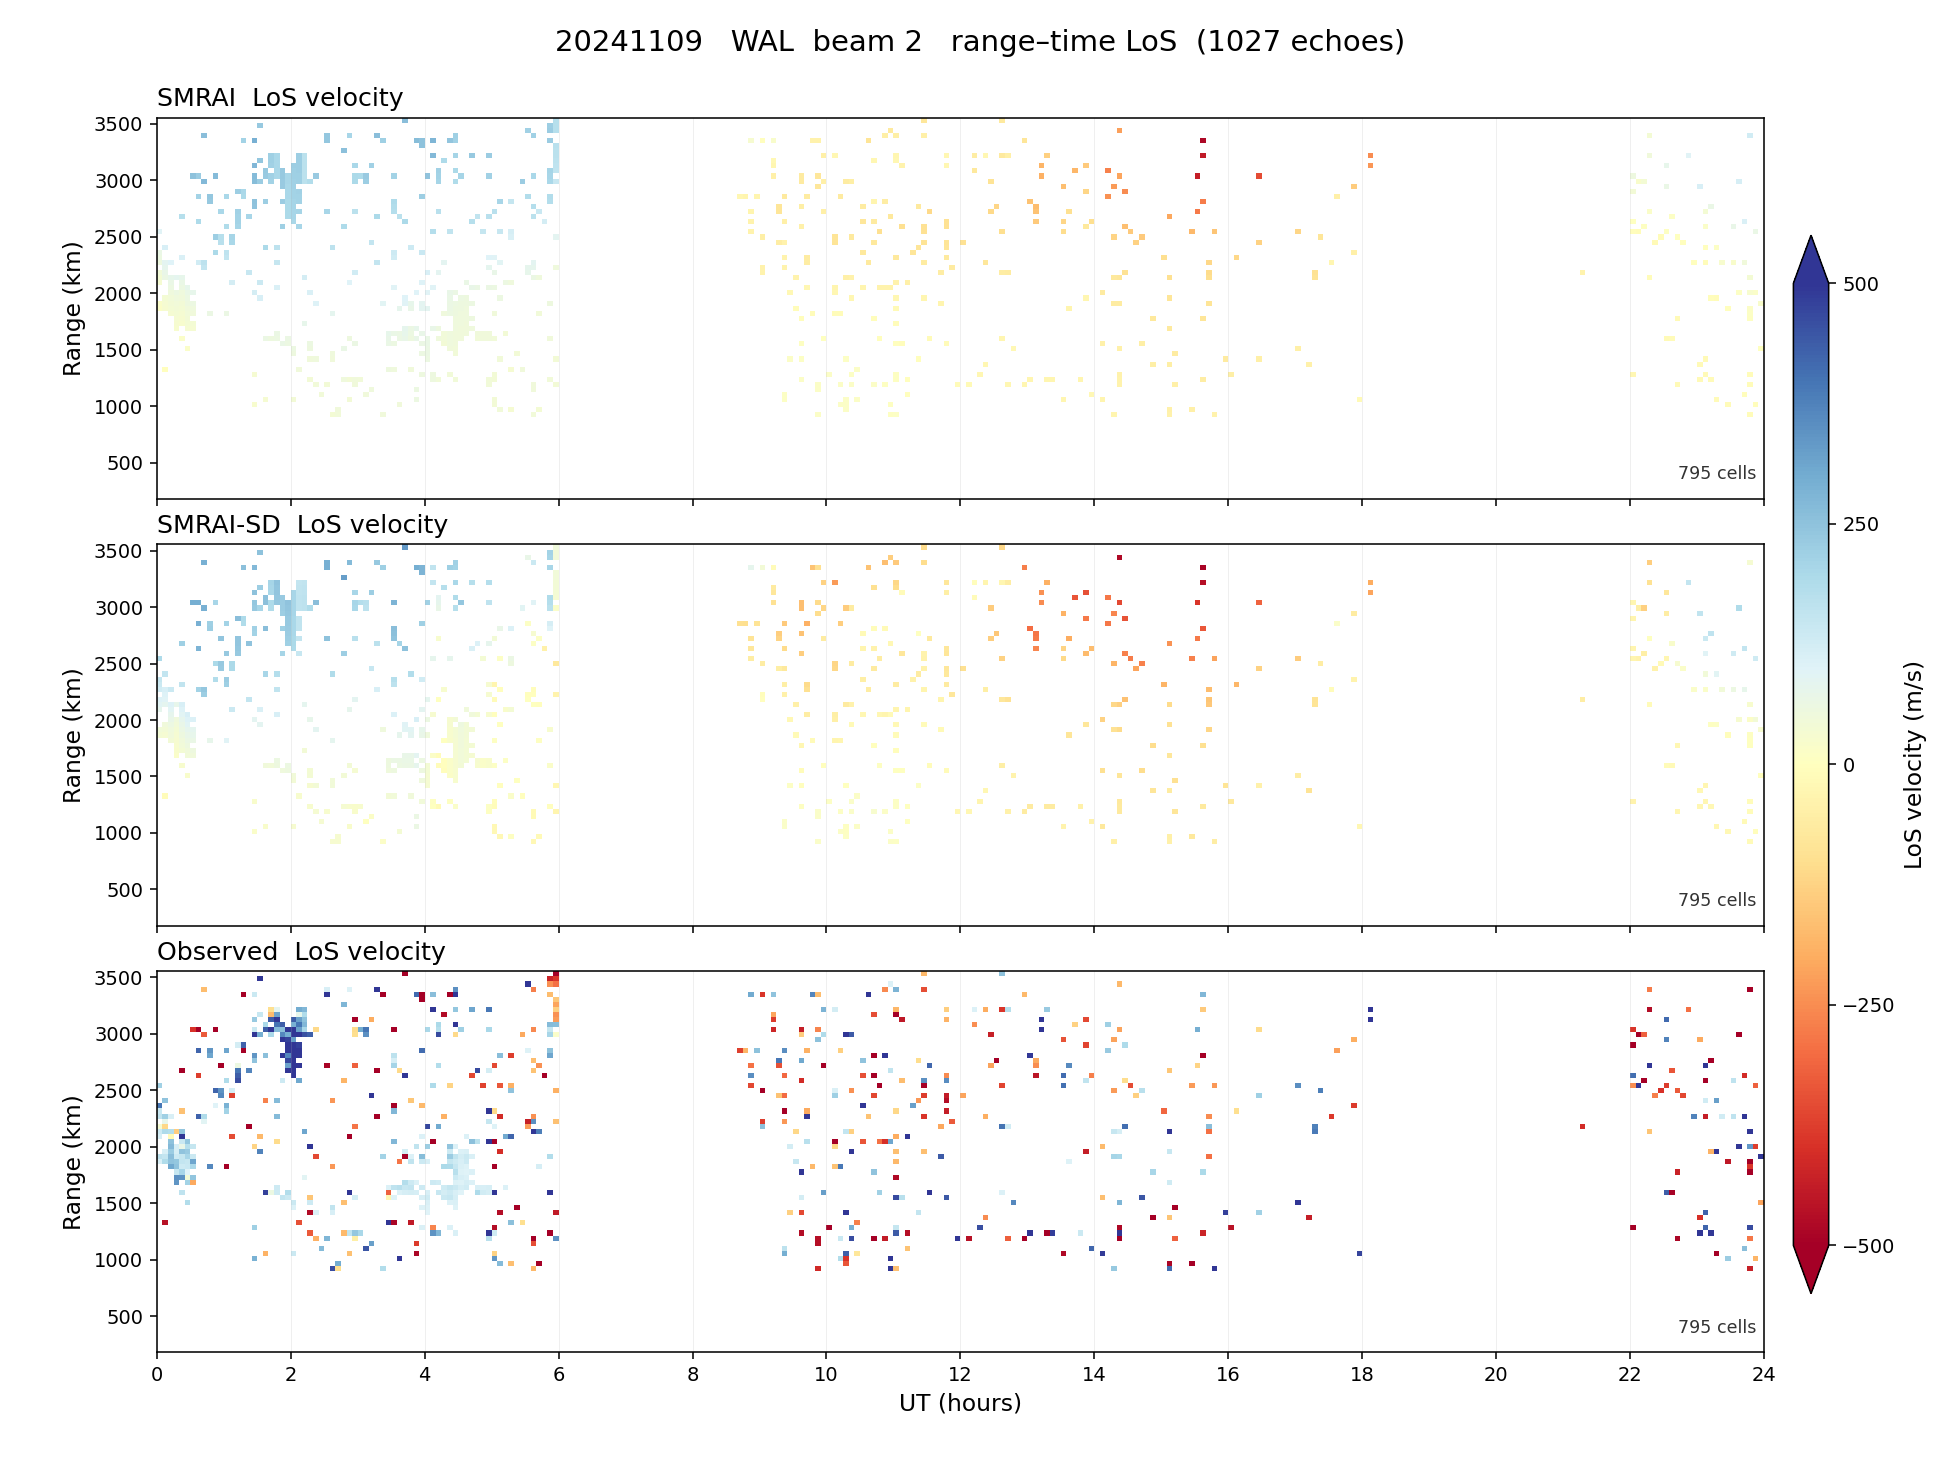 20241109   WAL  beam 2   range–time LoS  (1027 echoes)
SMRAI  LoS velocity
3500
3000
2500
2000
1500
1000
500
Range (km)
795 cells
SMRAI-SD  LoS velocity
3500
3000
2500
2000
1500
1000
500
Range (km)
795 cells
Observed  LoS velocity
3500
3000
2500
2000
1500
1000
500
Range (km)
795 cells
0 2 4 6 8 10 12 14 16 18 20 22 24
UT (hours)
500
250
0
−250
−500
LoS velocity (m/s)